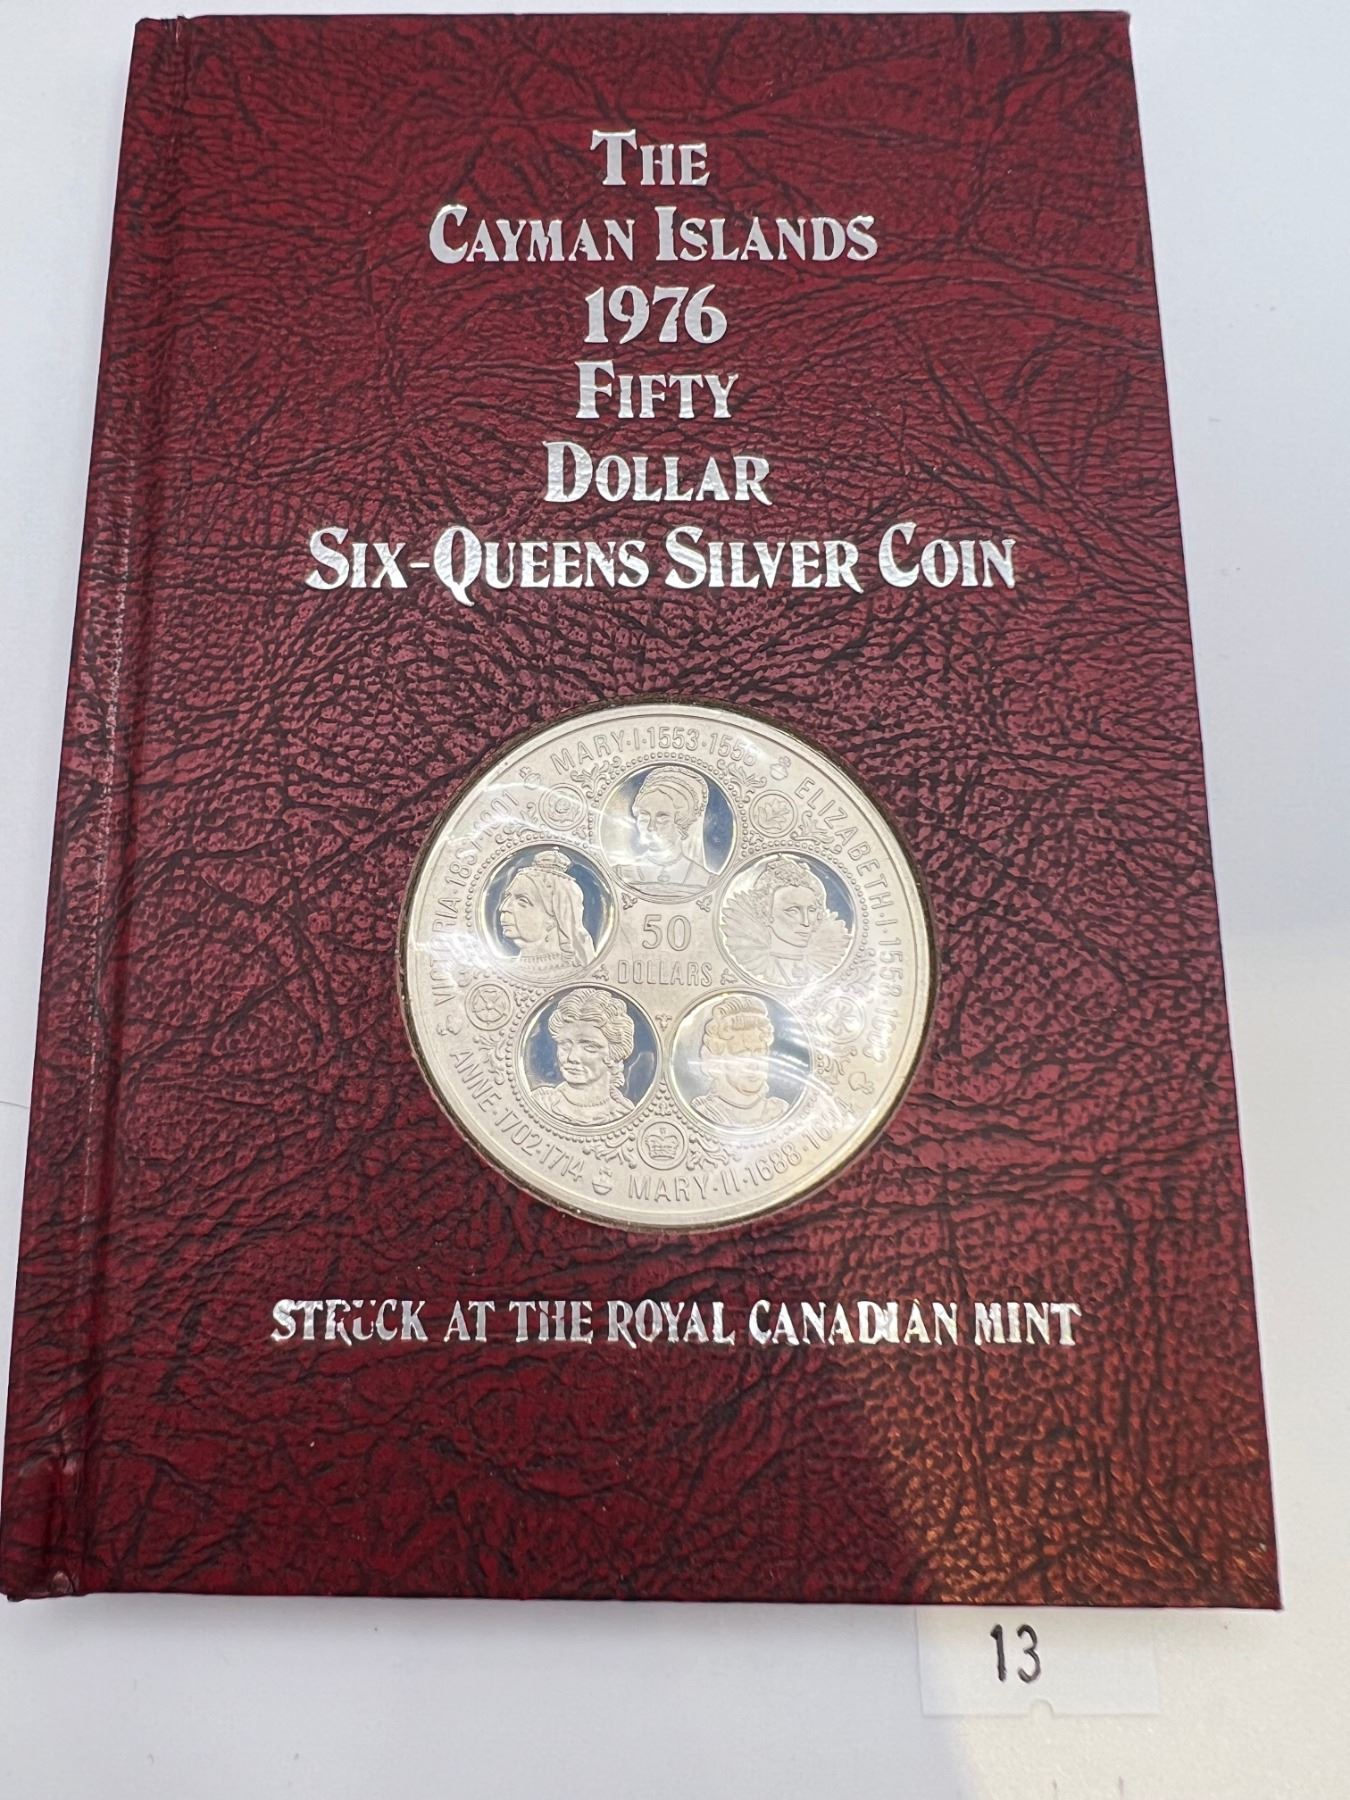 THE
CAYMAN ISLANDS
1976
FIFTY
DOLLAR
SIX-QUEENS SILVER COIN
MARY·I·1553·1558
ELIZABETH·I·1558·1603
MARY·II·1688·1694
ANNE·1702·1714
VICTORIA·1837·1901
50
DOLLARS
STRUCK AT THE ROYAL CANADIAN MINT
13